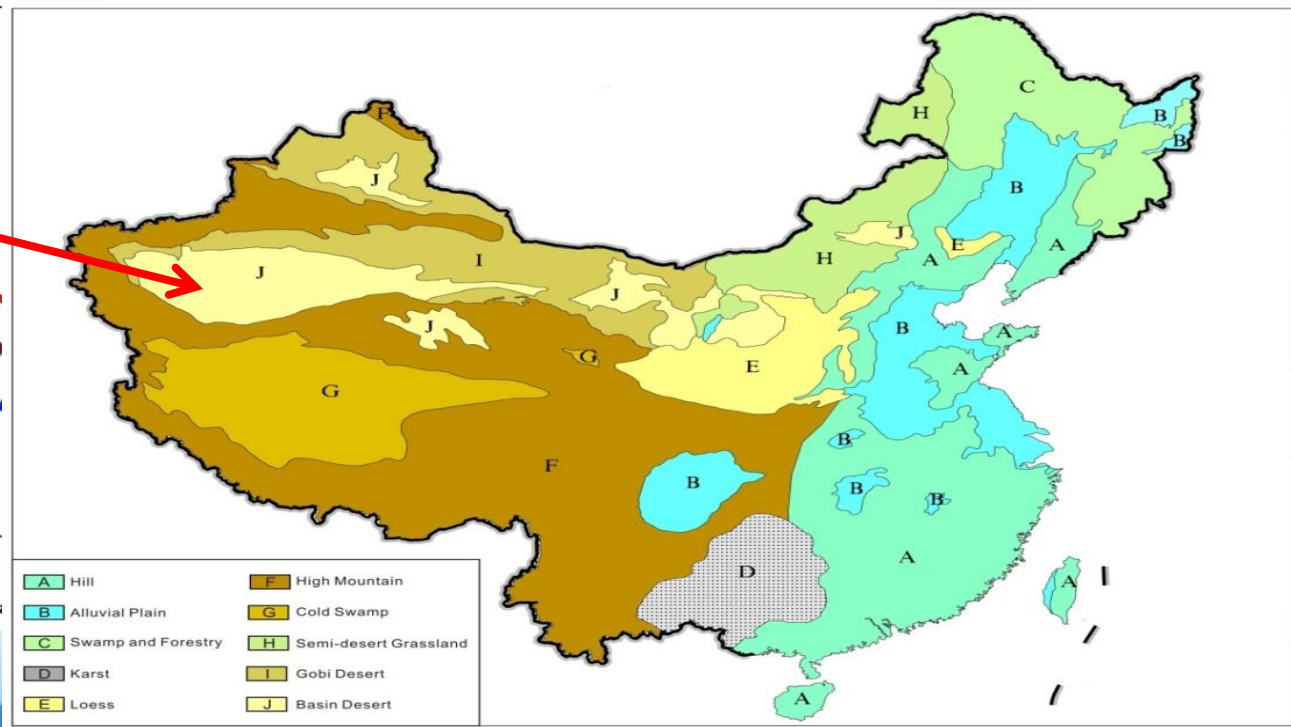 F
C
B
H
B
J
B
J
E
A
A
H
I
J
J
B
A
J
G
E
A
G
B
F
B
B
B
D
A
A
A
A Hill
B Alluvial Plain
C Swamp and Forestry
D Karst
E Loess
F High Mountain
G Cold Swamp
H Semi-desert Grassland
I Gobi Desert
J Basin Desert